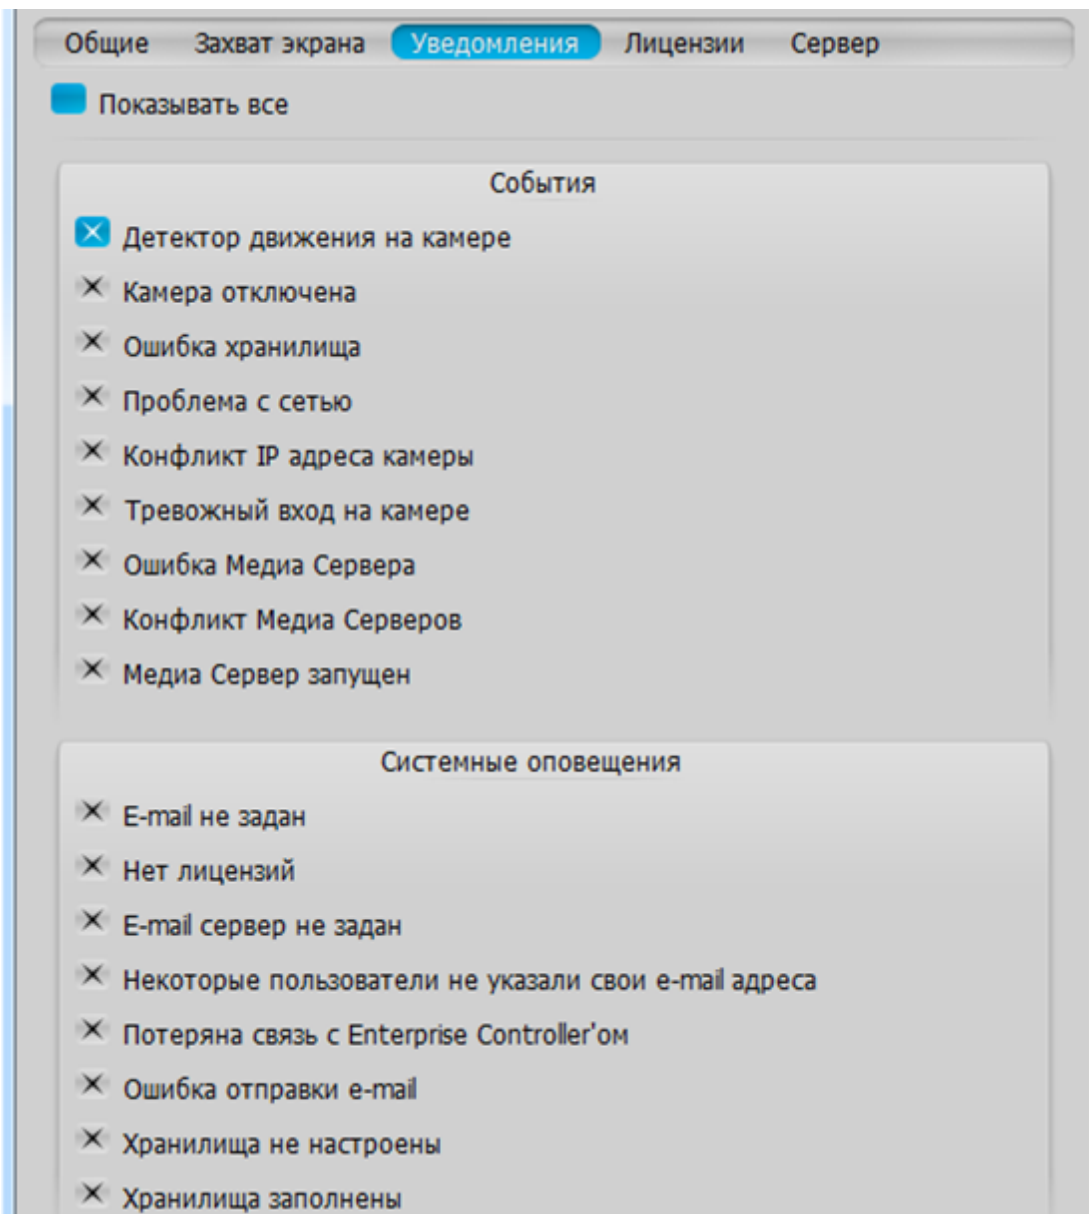 Общие Захват экрана Уведомления Лицензии Сервер
Показывать все
События
Детектор движения на камере
Камера отключена
Ошибка хранилища
Проблема с сетью
Конфликт IP адреса камеры
Тревожный вход на камере
Ошибка Медиа Сервера
Конфликт Медиа Серверов
Медиа Сервер запущен
Системные оповещения
E-mail не задан
Нет лицензий
E-mail сервер не задан
Некоторые пользователи не указали свои e-mail адреса
Потеряна связь с Enterprise Controller'ом
Ошибка отправки e-mail
Хранилища не настроены
Хранилища заполнены